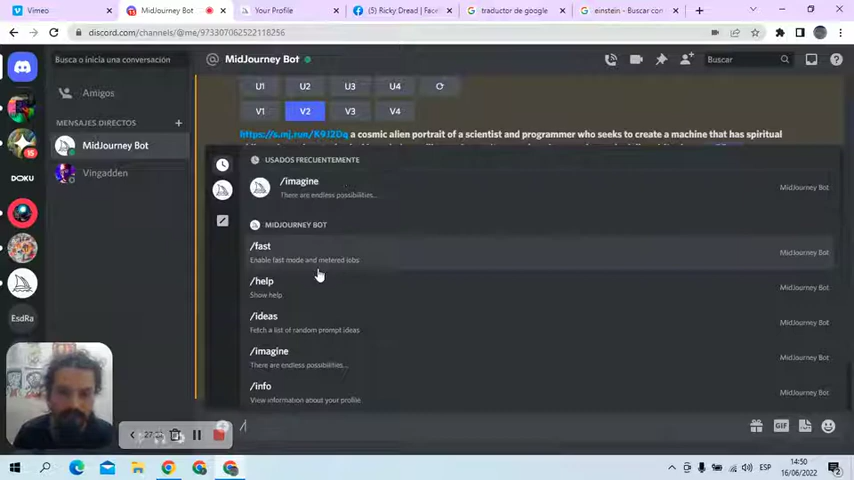 Vimeo
MidJourney Bot
Your Profile
(5) Ricky Dread | Face
traductor de google
einstein - Buscar con
discord.com/channels/@me/973307062522118256
Busca o inicia una conversación
@ MidJourney Bot
Buscar
Amigos
MENSAJES DIRECTOS
MidJourney Bot
Vingadden
15
DOKU
EsdRa
U1 U2 U3 U4
V1 V2 V3 V4
https://s.mj.run/K9J2Dq a cosmic alien portrait of a scientist and programmer who seeks to create a machine that has spiritual
USADOS FRECUENTEMENTE
/imagine
There are endless possibilities...
MidJourney Bot
MIDJOURNEY BOT
/fast
Enable fast mode and metered jobs
MidJourney Bot
/help
Show help.
MidJourney Bot
/ideas
Fetch a list of random prompt ideas
MidJourney Bot
/imagine
There are endless possibilities...
MidJourney Bot
/info
View information about your profile
MidJourney Bot
/
GIF
ESP
14:50
16/06/2022
2